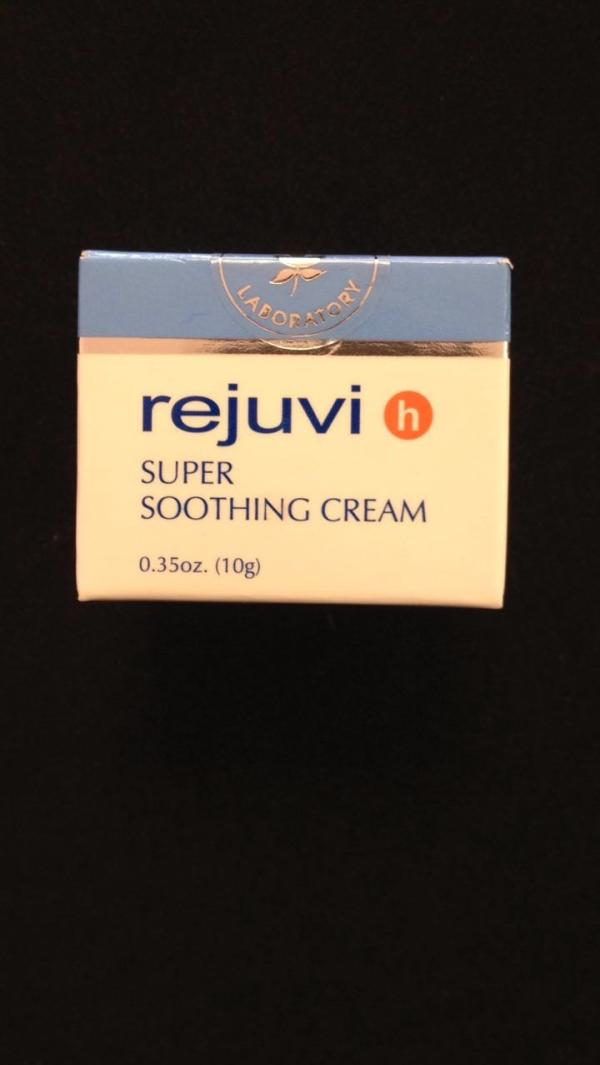 LABORATORY
rejuvi h
SUPER
SOOTHING CREAM
0.35oz. (10g)